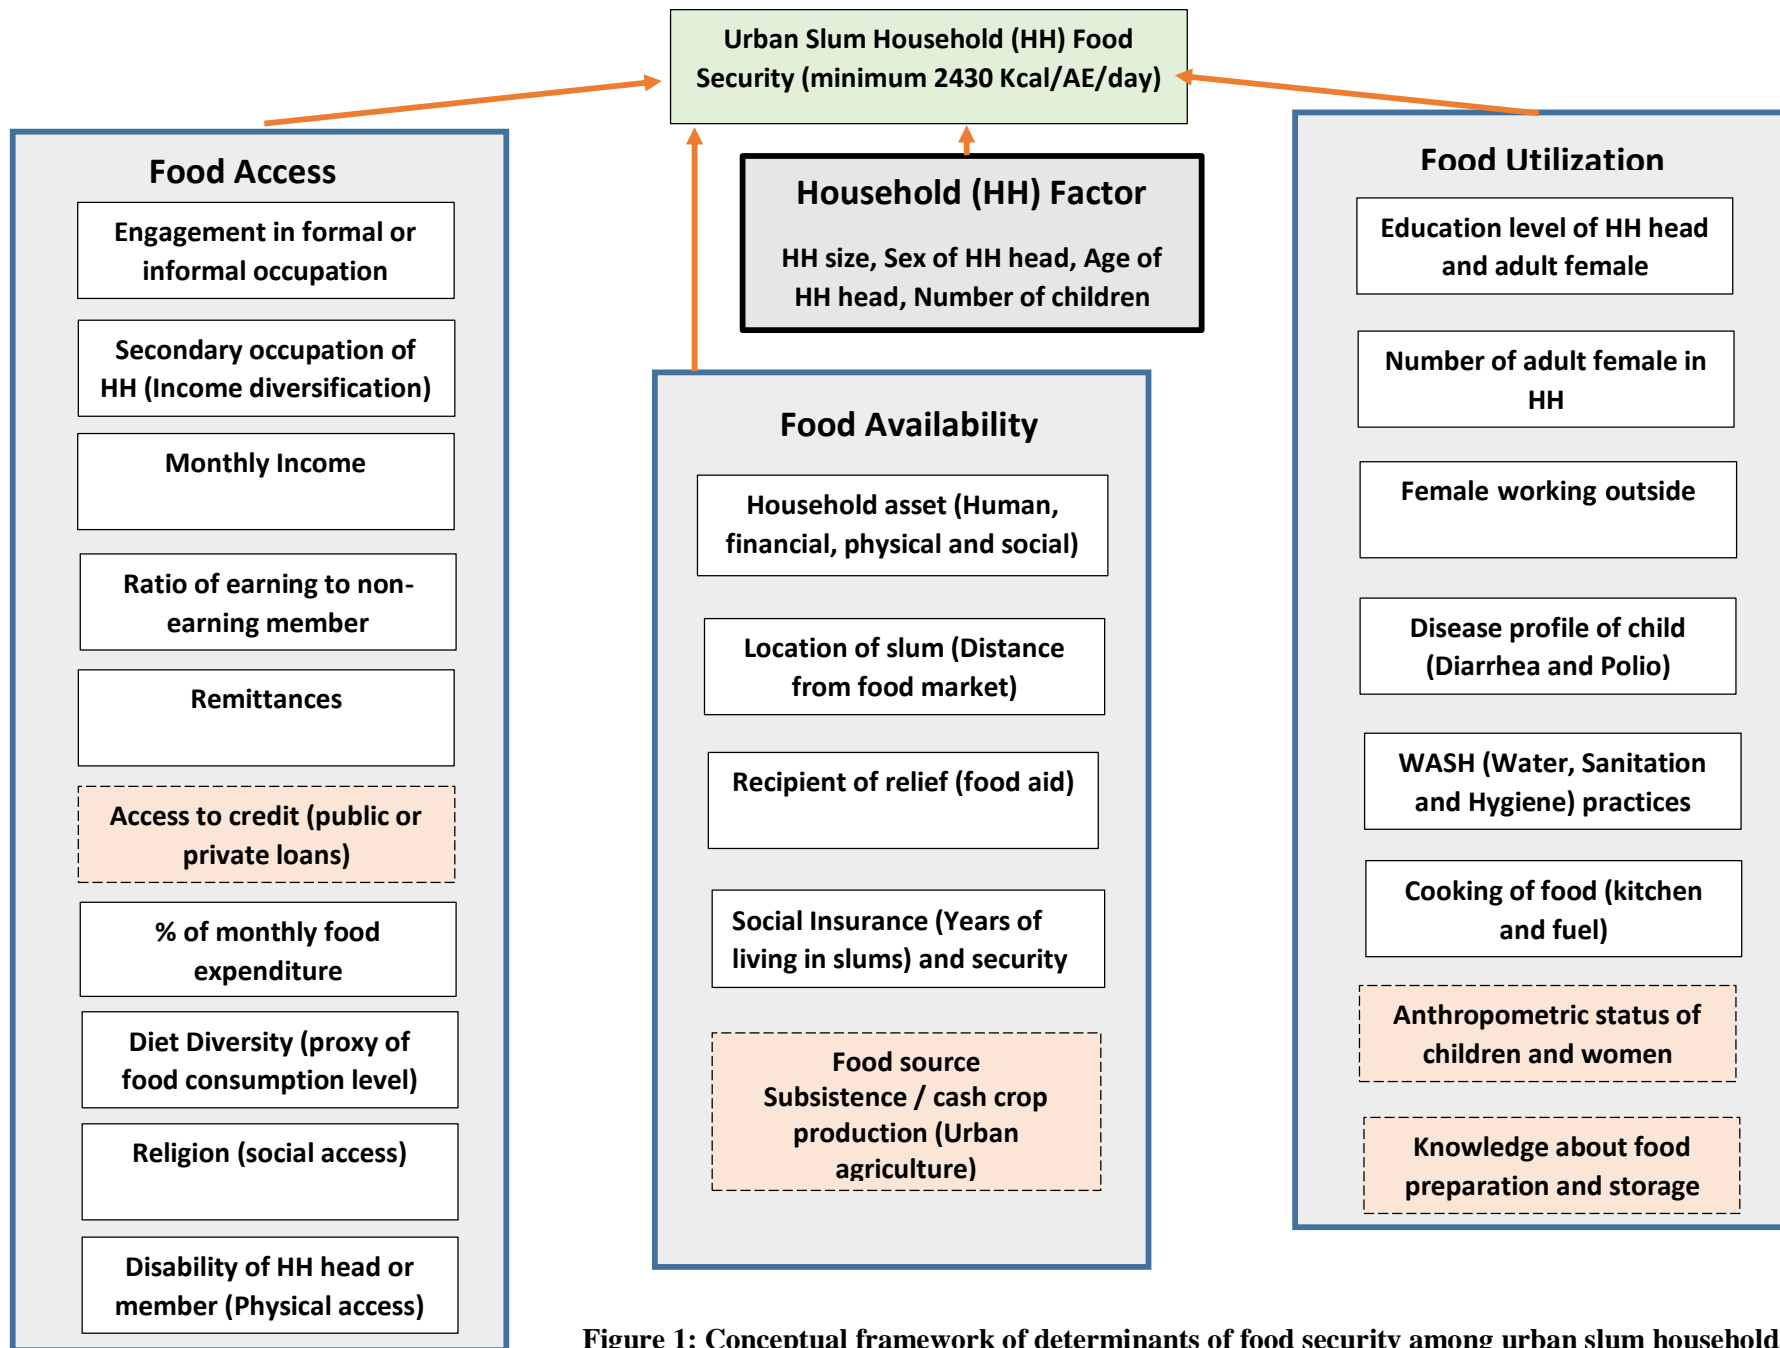 Urban Slum Household (HH) Food
Security (minimum 2430 Kcal/AE/day)
Food Access
Engagement in formal or
informal occupation
Secondary occupation of
HH (Income diversification)
Monthly Income
Ratio of earning to non-
earning member
Remittances
Access to credit (public or
private loans)
% of monthly food
expenditure
Diet Diversity (proxy of
food consumption level)
Religion (social access)
Disability of HH head or
member (Physical access)
Household (HH) Factor
HH size, Sex of HH head, Age of
HH head, Number of children
Food Availability
Household asset (Human,
financial, physical and social)
Location of slum (Distance
from food market)
Recipient of relief (food aid)
Social Insurance (Years of
living in slums) and security
Food source
Subsistence / cash crop
production (Urban
agriculture)
Food Utilization
Education level of HH head
and adult female
Number of adult female in
HH
Female working outside
Disease profile of child
(Diarrhea and Polio)
WASH (Water, Sanitation
and Hygiene) practices
Cooking of food (kitchen
and fuel)
Anthropometric status of
children and women
Knowledge about food
preparation and storage
Figure 1: Conceptual framework of determinants of food security among urban slum household